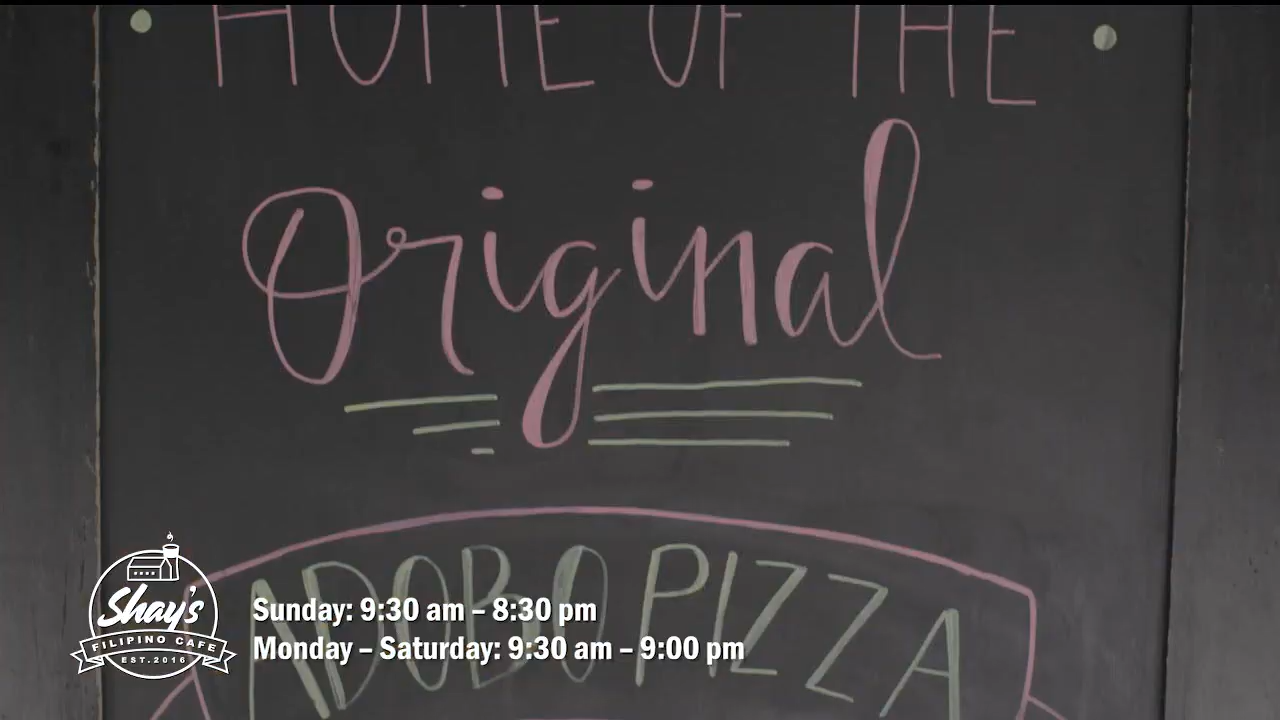 HOME OF THE
Original
ADOBO PIZZA
Shay's
FILIPINO CAFE
EST. 2016
Sunday: 9:30 am – 8:30 pm
Monday – Saturday: 9:30 am – 9:00 pm